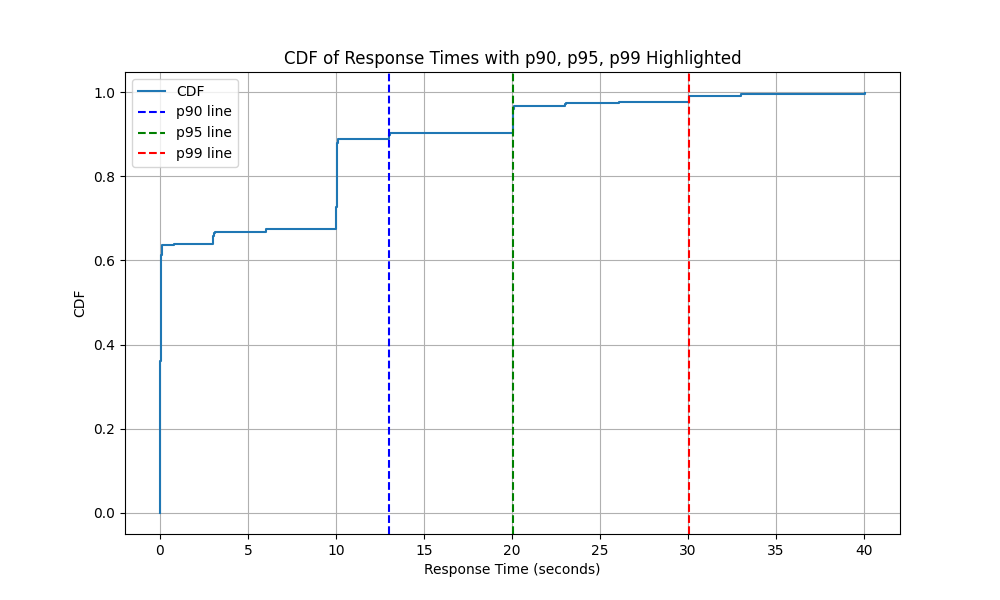 CDF of Response Times with p90, p95, p99 Highlighted
CDF
p90 line
p95 line
p99 line
1.0
0.8
0.6
0.4
0.2
0.0
CDF
0 5 10 15 20 25 30 35 40
Response Time (seconds)